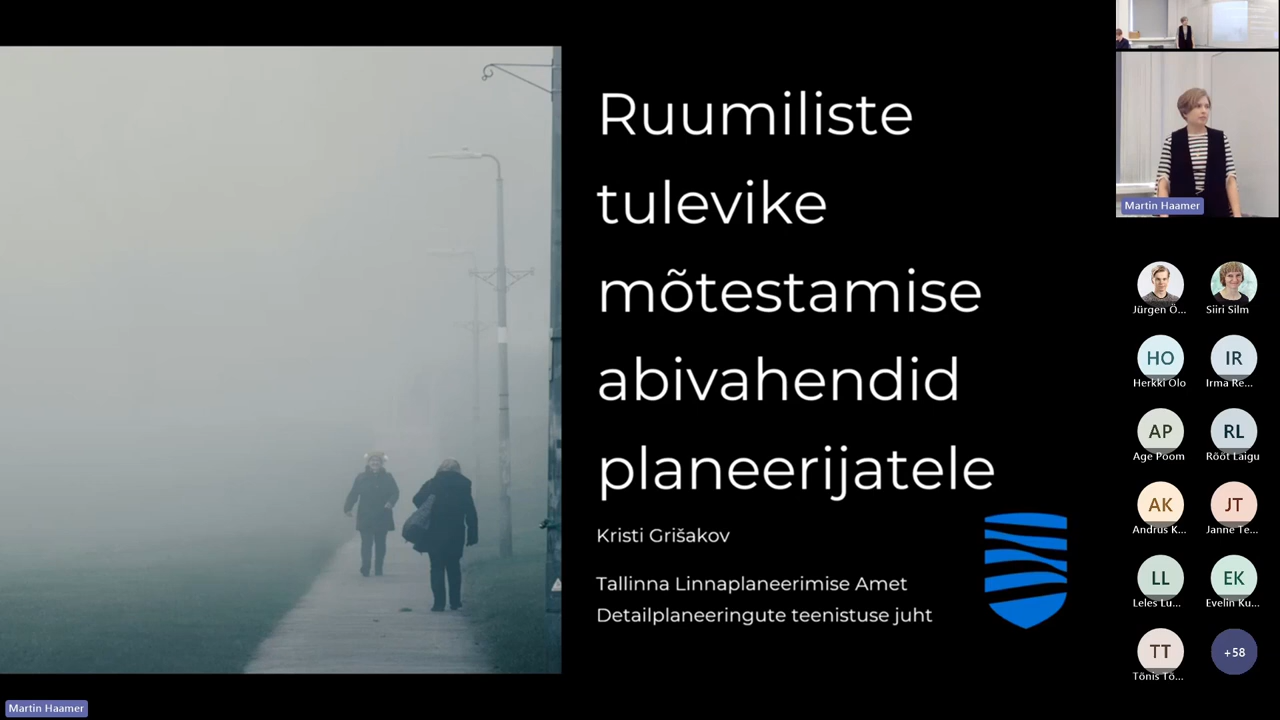 Ruumiliste
tulevike
mõtestamise
abivahendid
planeerijatele
Kristi Grišakov
Tallinna Linnaplaneerimise Amet
Detailplaneeringute teenistuse juht
Martin Haamer
Martin Haamer
Jürgen Ö...
Siiri Silm
HO
Herkki Olo
IR
Irma Re...
AP
Age Poom
RL
Rööt Laigu
AK
Andrus K...
JT
Janne Te...
LL
Leles Lu...
EK
Evelin Ku...
TT
Tõnis Tõ...
+58